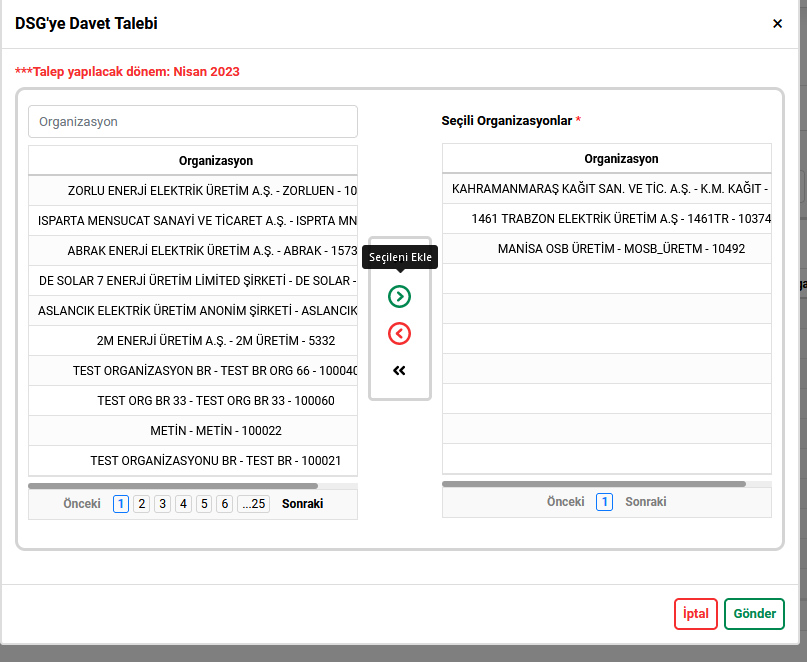 DSG'ye Davet Talebi
×
***Talep yapılacak dönem: Nisan 2023
Organizasyon
Organizasyon
ZORLU ENERJİ ELEKTRİK ÜRETİM A.Ş. - ZORLUEN - 10
ISPARTA MENSUCAT SANAYİ VE TİCARET A.Ş. - ISPRTA MN
ABRAK ENERJİ ELEKTRİK ÜRETİM A.Ş. - ABRAK - 1573
DE SOLAR 7 ENERJİ ÜRETİM LİMİTED ŞİRKETİ - DE SOLAR -
ASLANCIK ELEKTRİK ÜRETİM ANONİM ŞİRKETİ - ASLANCIK
2M ENERJİ ÜRETİM A.Ş. - 2M ÜRETİM - 5332
TEST ORGANİZASYON BR - TEST BR ORG 66 - 100040
TEST ORG BR 33 - TEST ORG BR 33 - 100060
METİN - METİN - 100022
TEST ORGANİZASYONU BR - TEST BR - 100021
Önceki 1 2 3 4 5 6 ...25 Sonraki
Seçileni Ekle
Seçili Organizasyonlar *
Organizasyon
KAHRAMANMARAŞ KAĞIT SAN. VE TİC. A.Ş. - K.M. KAĞIT -
1461 TRABZON ELEKTRİK ÜRETİM A.Ş - 1461TR - 10374
MANİSA OSB ÜRETİM - MOSB_ÜRETM - 10492
Önceki 1 Sonraki
İptal
Gönder